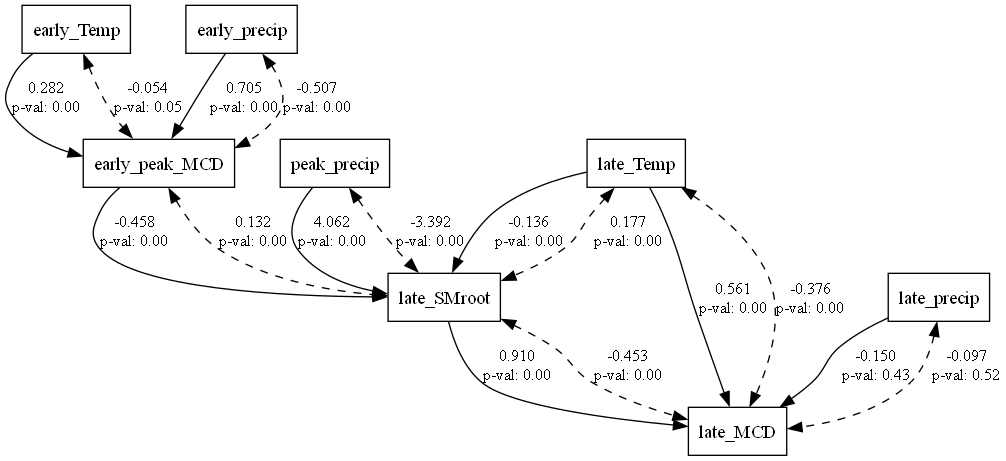 early_Temp
early_precip
0.282
p-val: 0.00
-0.054
p-val: 0.05
0.705
p-val: 0.00
-0.507
p-val: 0.00
early_peak_MCD
peak_precip
late_Temp
-0.458
p-val: 0.00
0.132
p-val: 0.00
4.062
p-val: 0.00
-3.392
p-val: 0.00
-0.136
p-val: 0.00
0.177
p-val: 0.00
late_SMroot
0.561
p-val: 0.00
-0.376
p-val: 0.00
late_precip
0.910
p-val: 0.00
-0.453
p-val: 0.00
-0.150
p-val: 0.43
-0.097
p-val: 0.52
late_MCD